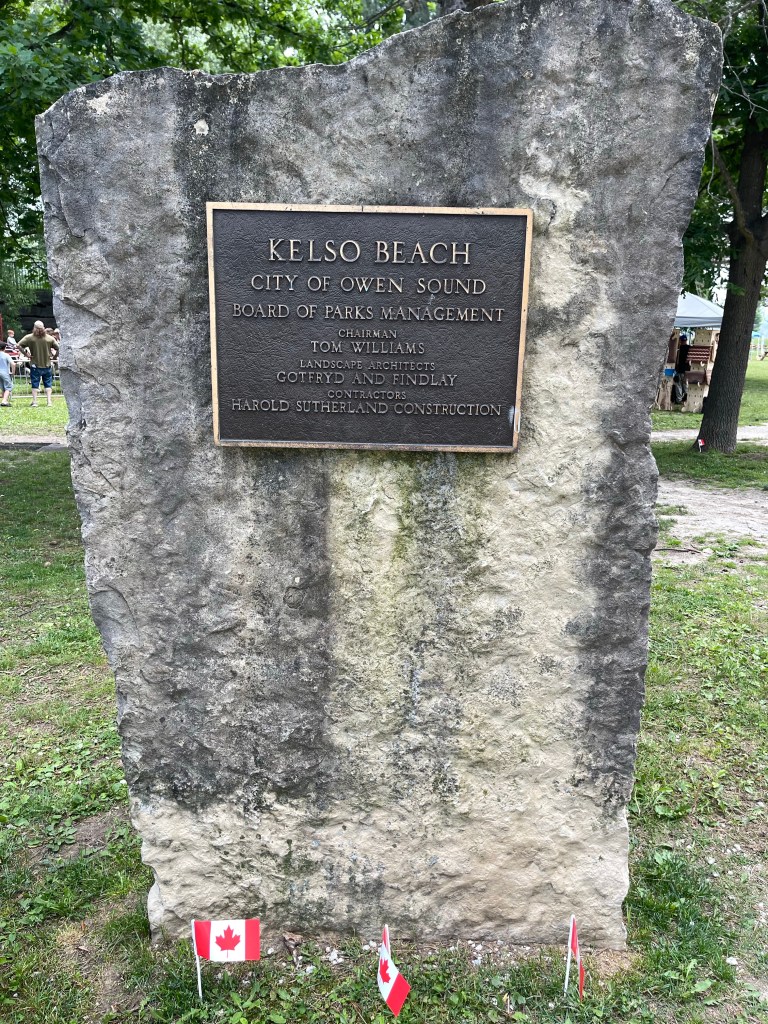 KELSO BEACH
CITY OF OWEN SOUND
BOARD OF PARKS MANAGEMENT
CHAIRMAN
TOM WILLIAMS
LANDSCAPE ARCHITECTS
GOTFRYD AND FINDLAY
CONTRACTORS
HAROLD SUTHERLAND CONSTRUCTION